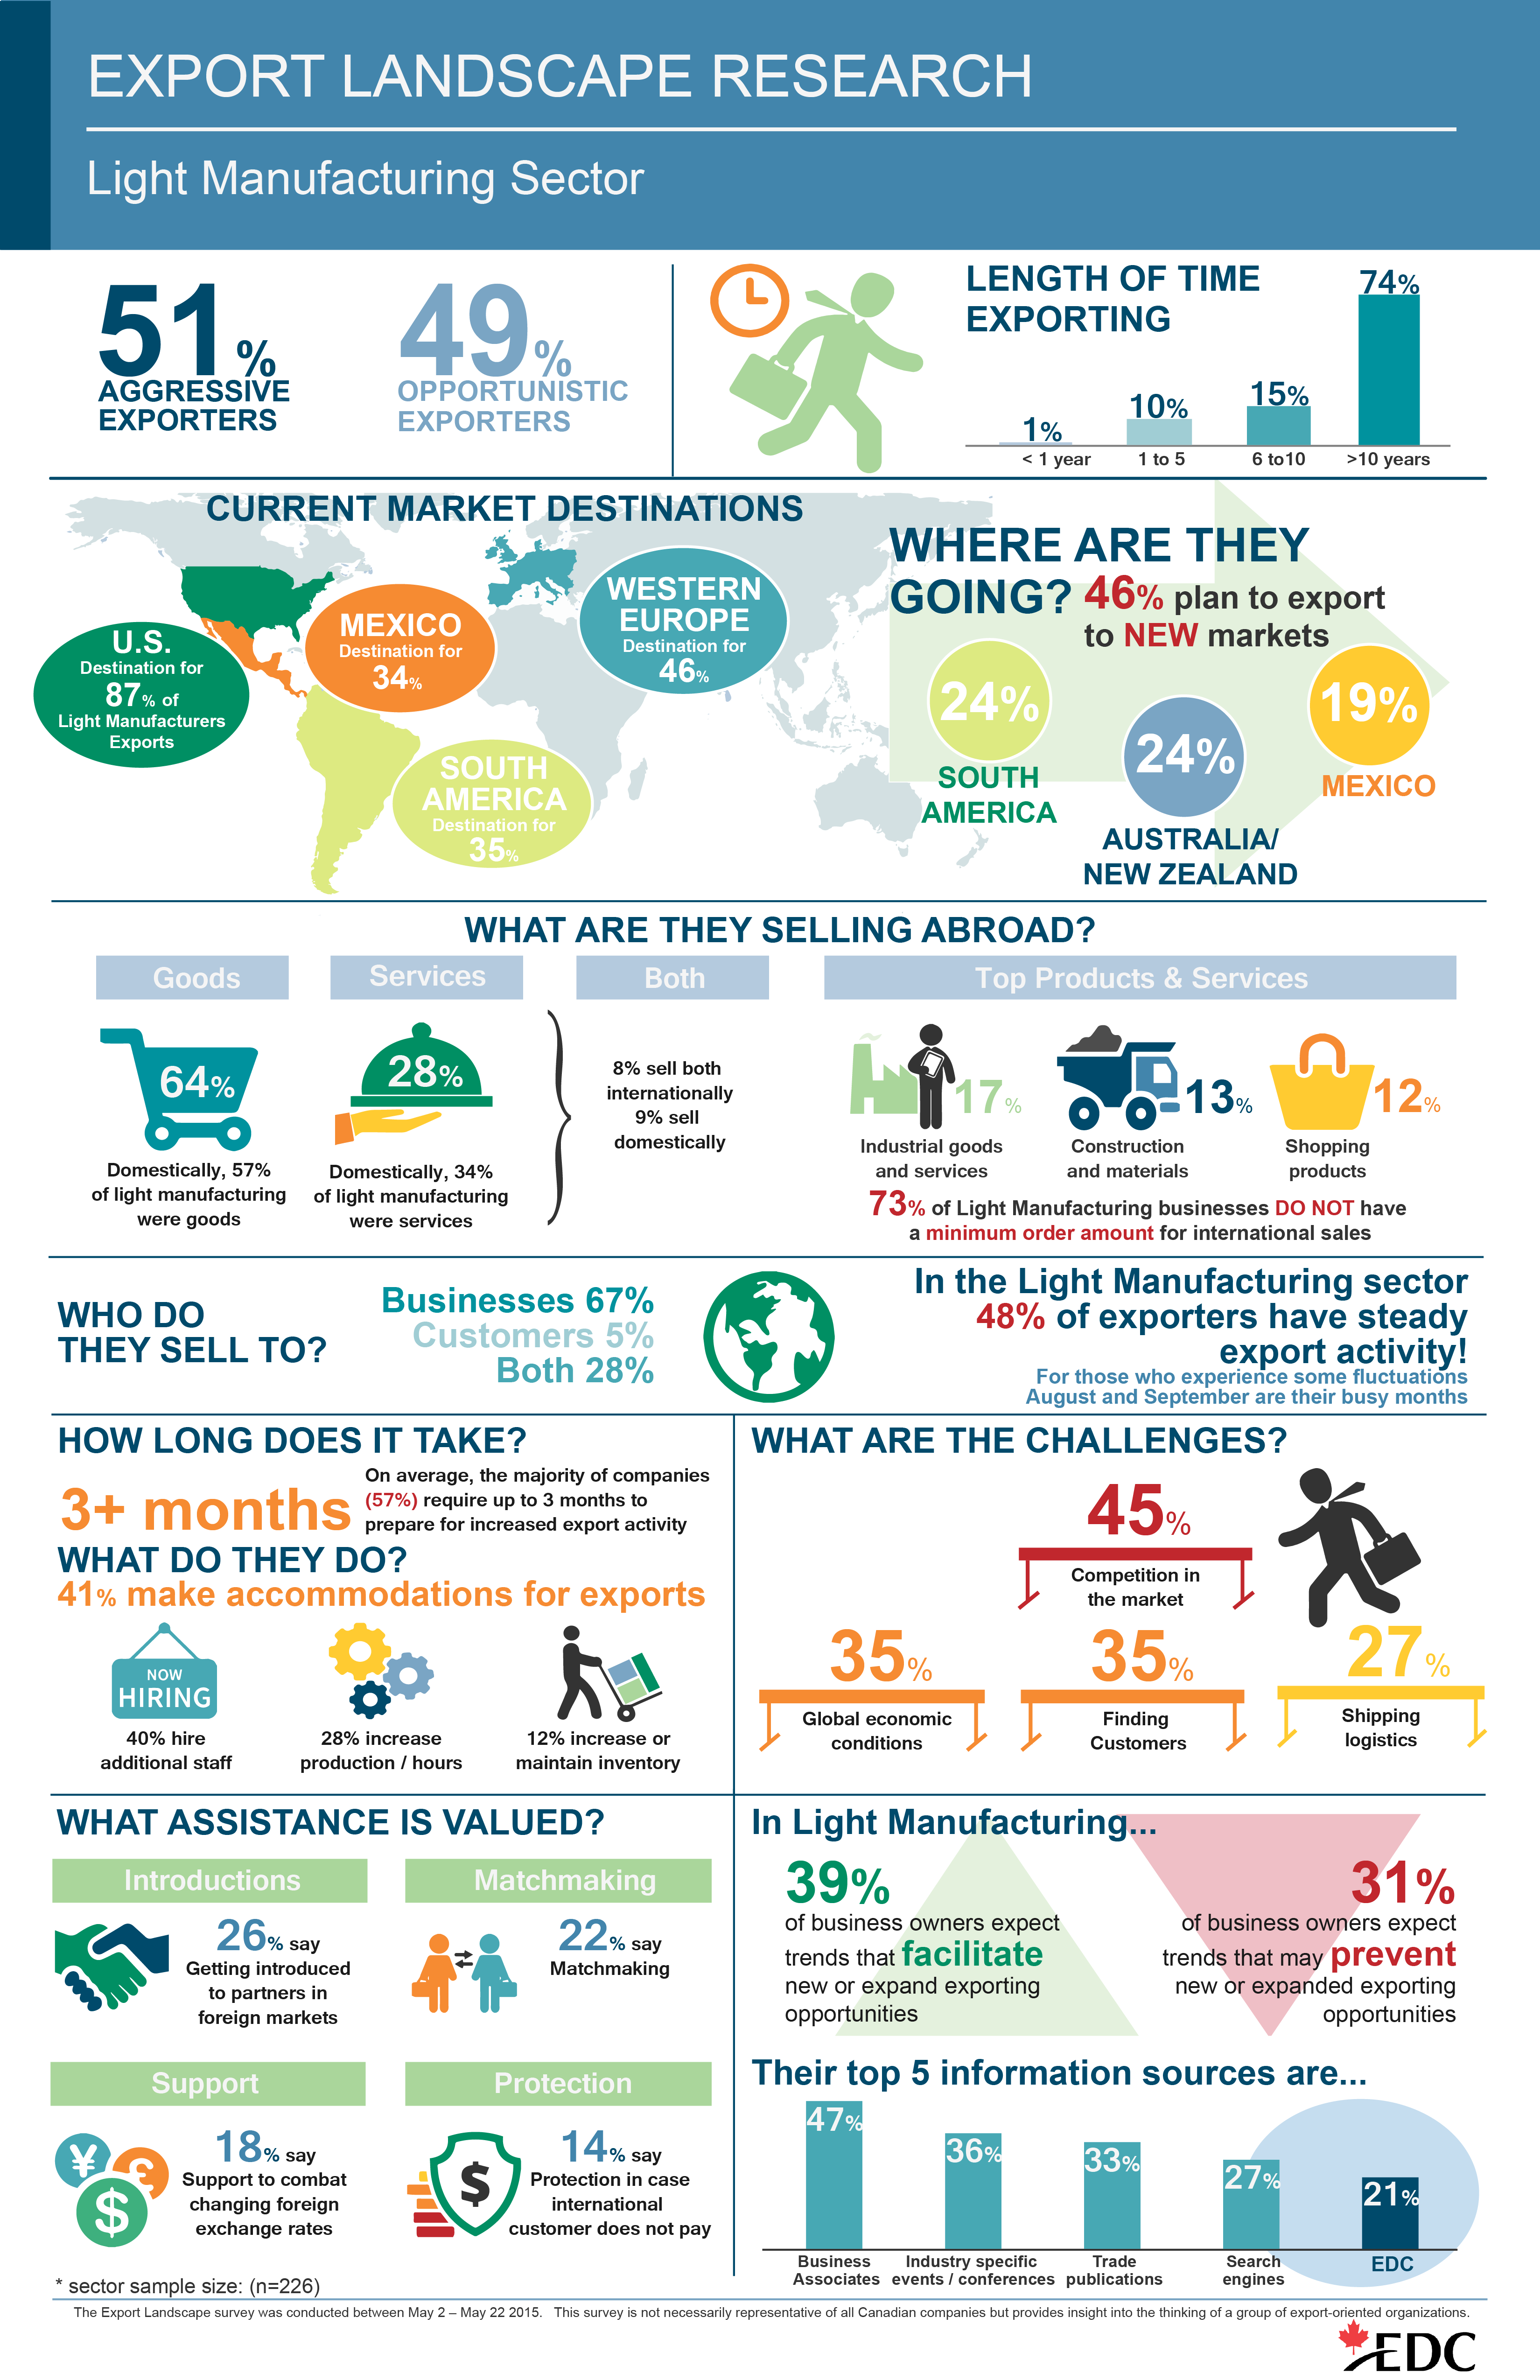 EXPORT LANDSCAPE RESEARCH
Light Manufacturing Sector
51%
AGGRESSIVE
EXPORTERS
49%
OPPORTUNISTIC
EXPORTERS
LENGTH OF TIME
EXPORTING
1%
10%
15%
74%
< 1 year
1 to 5
6 to10
>10 years
CURRENT MARKET DESTINATIONS
U.S.
Destination for
87% of
Light Manufacturers
Exports
MEXICO
Destination for
34%
WESTERN
EUROPE
Destination for
46%
SOUTH
AMERICA
Destination for
35%
WHERE ARE THEY
GOING? 46% plan to export
to NEW markets
24%
SOUTH
AMERICA
24%
AUSTRALIA/
NEW ZEALAND
19%
MEXICO
WHAT ARE THEY SELLING ABROAD?
Goods
64%
Domestically, 57%
of light manufacturing
were goods
Services
28%
Domestically, 34%
of light manufacturing
were services
Both
8% sell both
internationally
9% sell
domestically
Top Products & Services
17%
Industrial goods
and services
13%
Construction
and materials
12%
Shopping
products
73% of Light Manufacturing businesses DO NOT have
a minimum order amount for international sales
WHO DO
THEY SELL TO?
Businesses 67%
Customers 5%
Both 28%
In the Light Manufacturing sector
48% of exporters have steady
export activity!
For those who experience some fluctuations
August and September are their busy months
HOW LONG DOES IT TAKE?
3+ months
On average, the majority of companies
(57%) require up to 3 months to
prepare for increased export activity
WHAT DO THEY DO?
41% make accommodations for exports
NOW
HIRING
40% hire
additional staff
28% increase
production / hours
12% increase or
maintain inventory
WHAT ARE THE CHALLENGES?
45%
Competition in
the market
35%
Global economic
conditions
35%
Finding
Customers
27%
Shipping
logistics
WHAT ASSISTANCE IS VALUED?
Introductions
26% say
Getting introduced
to partners in
foreign markets
Matchmaking
22% say
Matchmaking
Support
¥
£
$
18% say
Support to combat
changing foreign
exchange rates
Protection
$
14% say
Protection in case
international
customer does not pay
* sector sample size: (n=226)
In Light Manufacturing...
39%
of business owners expect
trends that facilitate
new or expand exporting
opportunities
31%
of business owners expect
trends that may prevent
new or expanded exporting
opportunities
Their top 5 information sources are...
47%
36%
33%
27%
21%
Business
Associates
Industry specific
events / conferences
Trade
publications
Search
engines
EDC
The Export Landscape survey was conducted between May 2 – May 22 2015. This survey is not necessarily representative of all Canadian companies but provides insight into the thinking of a group of export-oriented organizations.
EDC